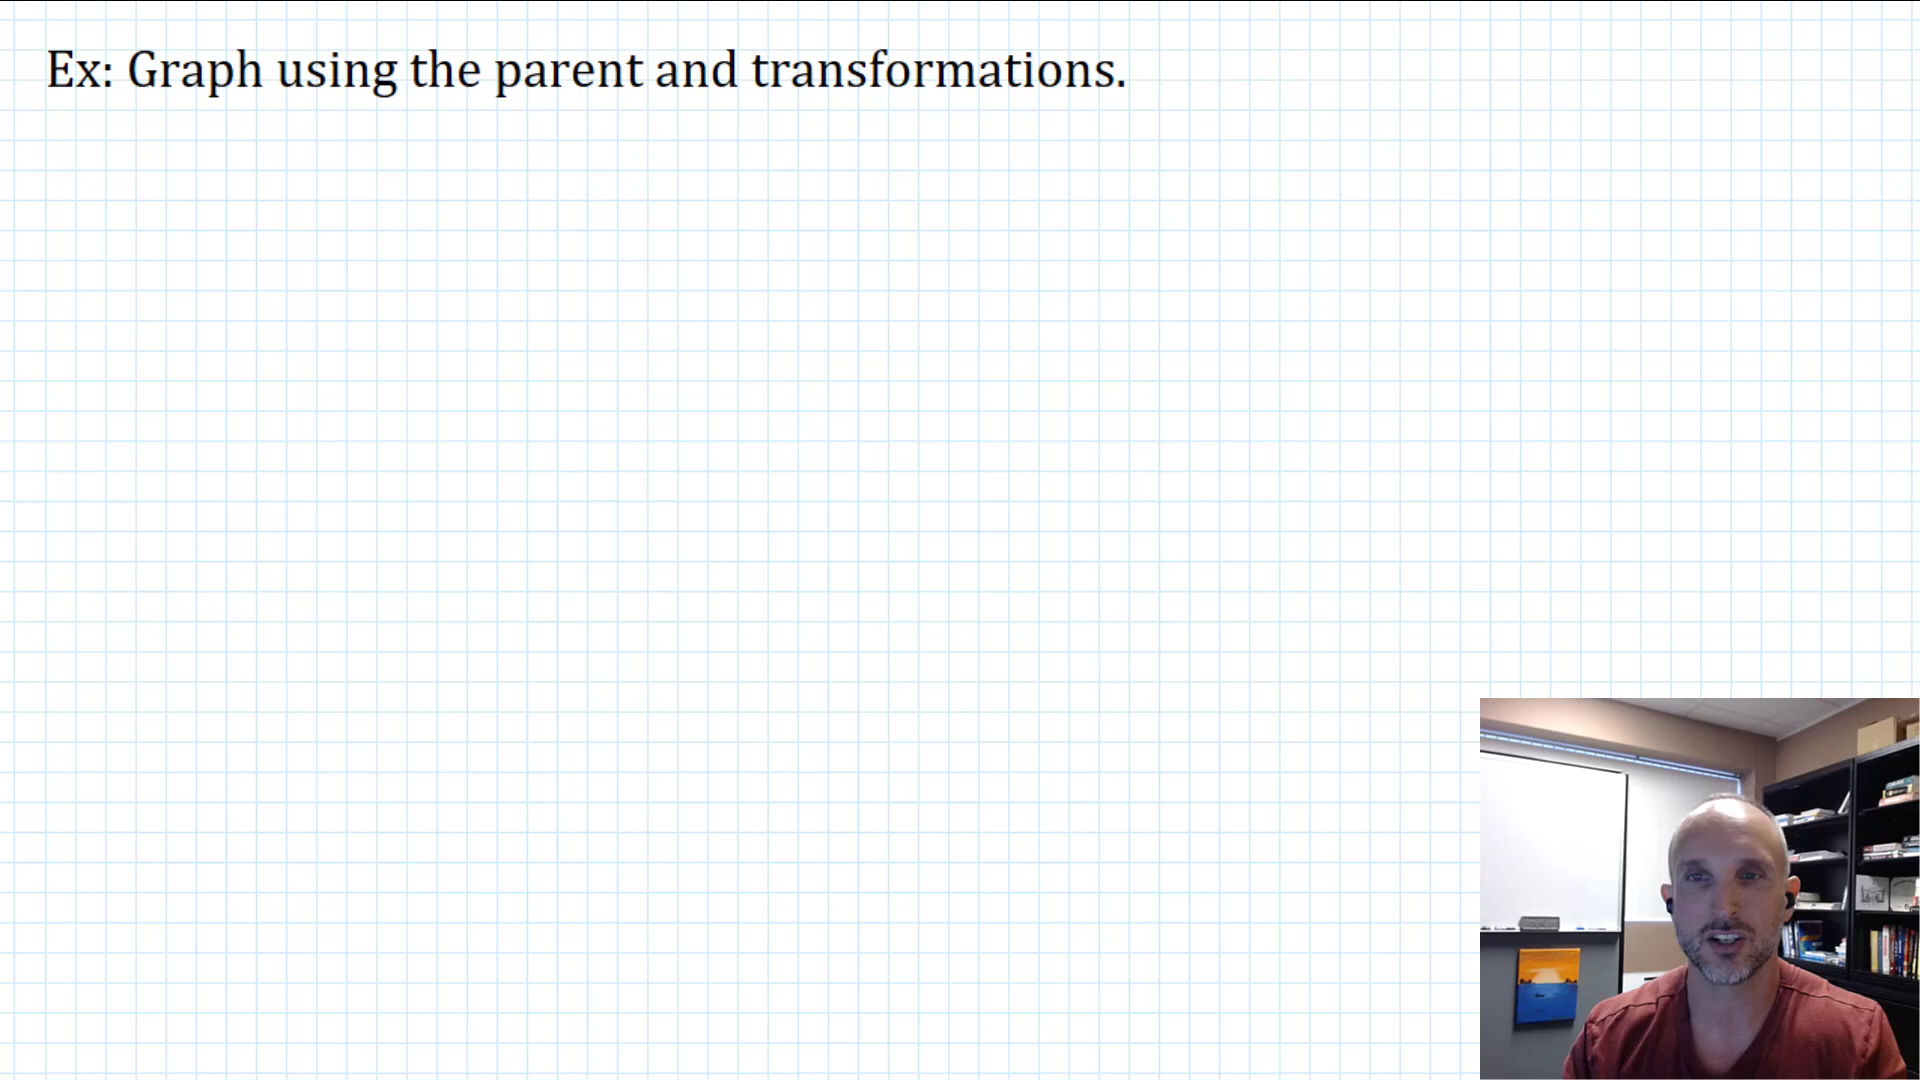 Ex: Graph using the parent and transformations.